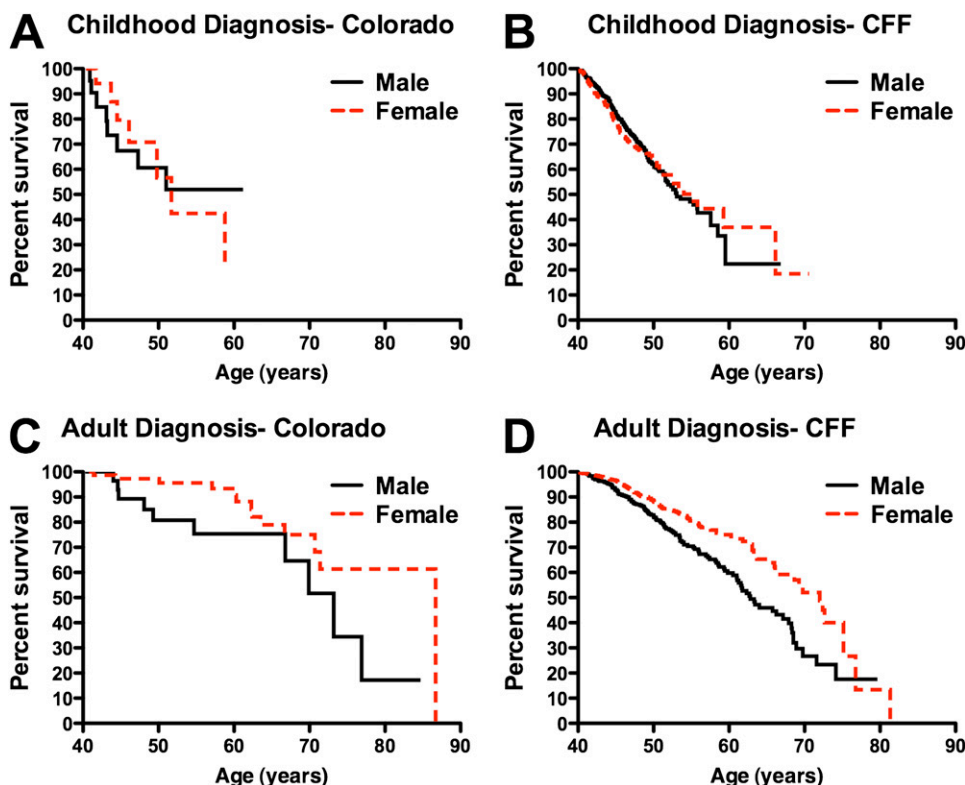 A Childhood Diagnosis- Colorado
Percent survival
100
90
80
70
60
50
40
30
20
10
0
Male
Female
40 50 60 70 80 90
Age (years)
B Childhood Diagnosis- CFF
Percent survival
100
90
80
70
60
50
40
30
20
10
0
Male
Female
40 50 60 70 80 90
Age (years)
C Adult Diagnosis- Colorado
Percent survival
100
90
80
70
60
50
40
30
20
10
0
Male
Female
40 50 60 70 80 90
Age (years)
D Adult Diagnosis- CFF
Percent survival
100
90
80
70
60
50
40
30
20
10
0
Male
Female
40 50 60 70 80 90
Age (years)